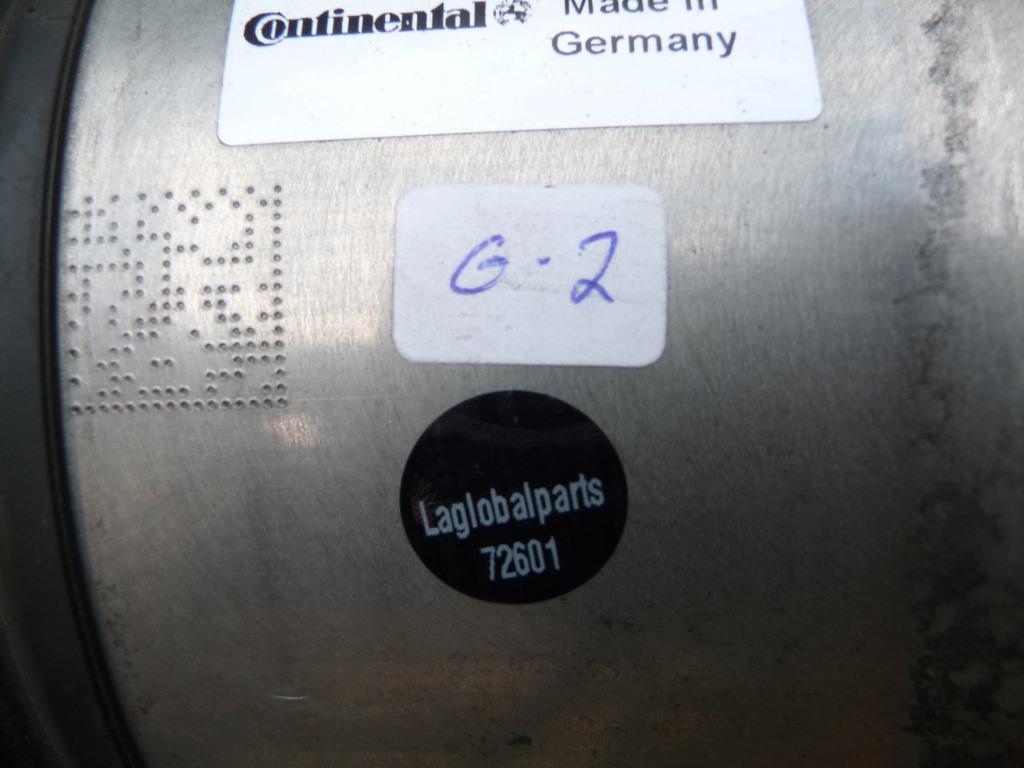 Continental Made in
Germany
G-2
Laglobalparts
72601